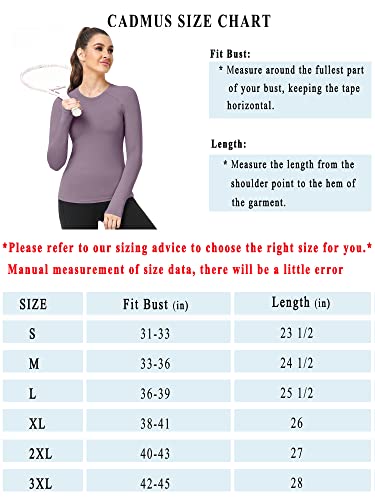 CADMUS SIZE CHART
Fit Bust:
* Measure around the fullest part
of your bust, keeping the tape
horizontal.
Length:
*Measure the length from the
shoulder point to the hem of
the garment.
*Please refer to our sizing advice to choose the right size for you.*
Manual measurement of size data, there will be a little error
SIZE Fit Bust (in) Length (in)
S 31-33 23 1/2
M 33-36 24 1/2
L 36-39 25 1/2
XL 38-41 26
2XL 40-43 27
3XL 42-45 28